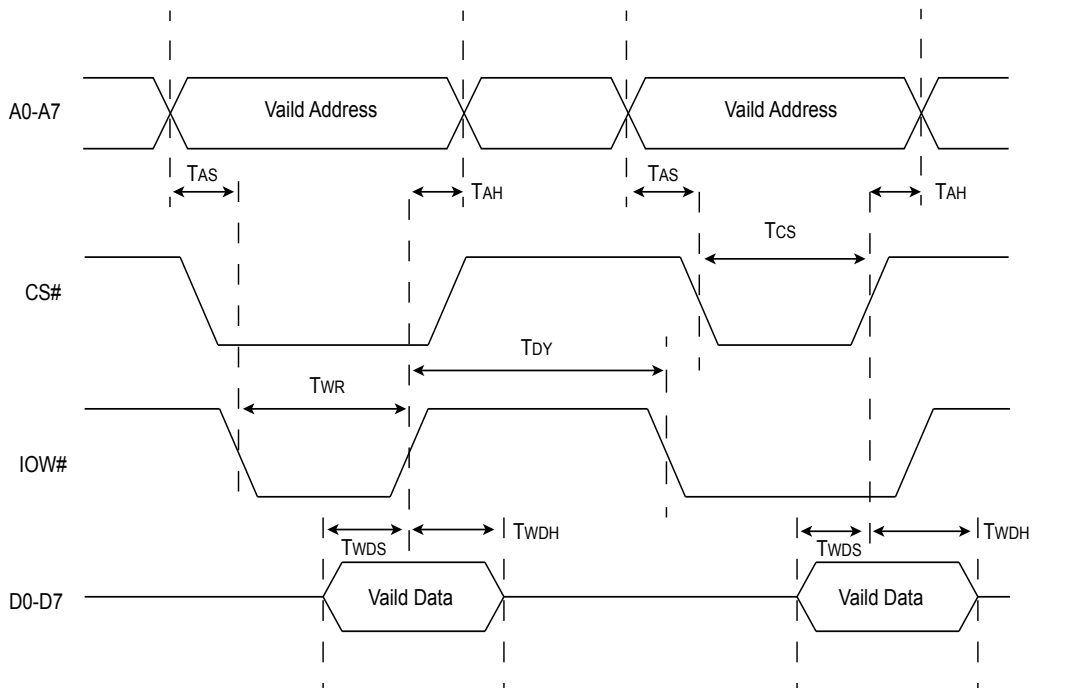 A0-A7
Vaild Address
Vaild Address
TAS
TAH
TAS
TAH
TCS
CS#
TDY
TWR
IOW#
TWDS
TWDH
TWDS
TWDH
D0-D7
Vaild Data
Vaild Data